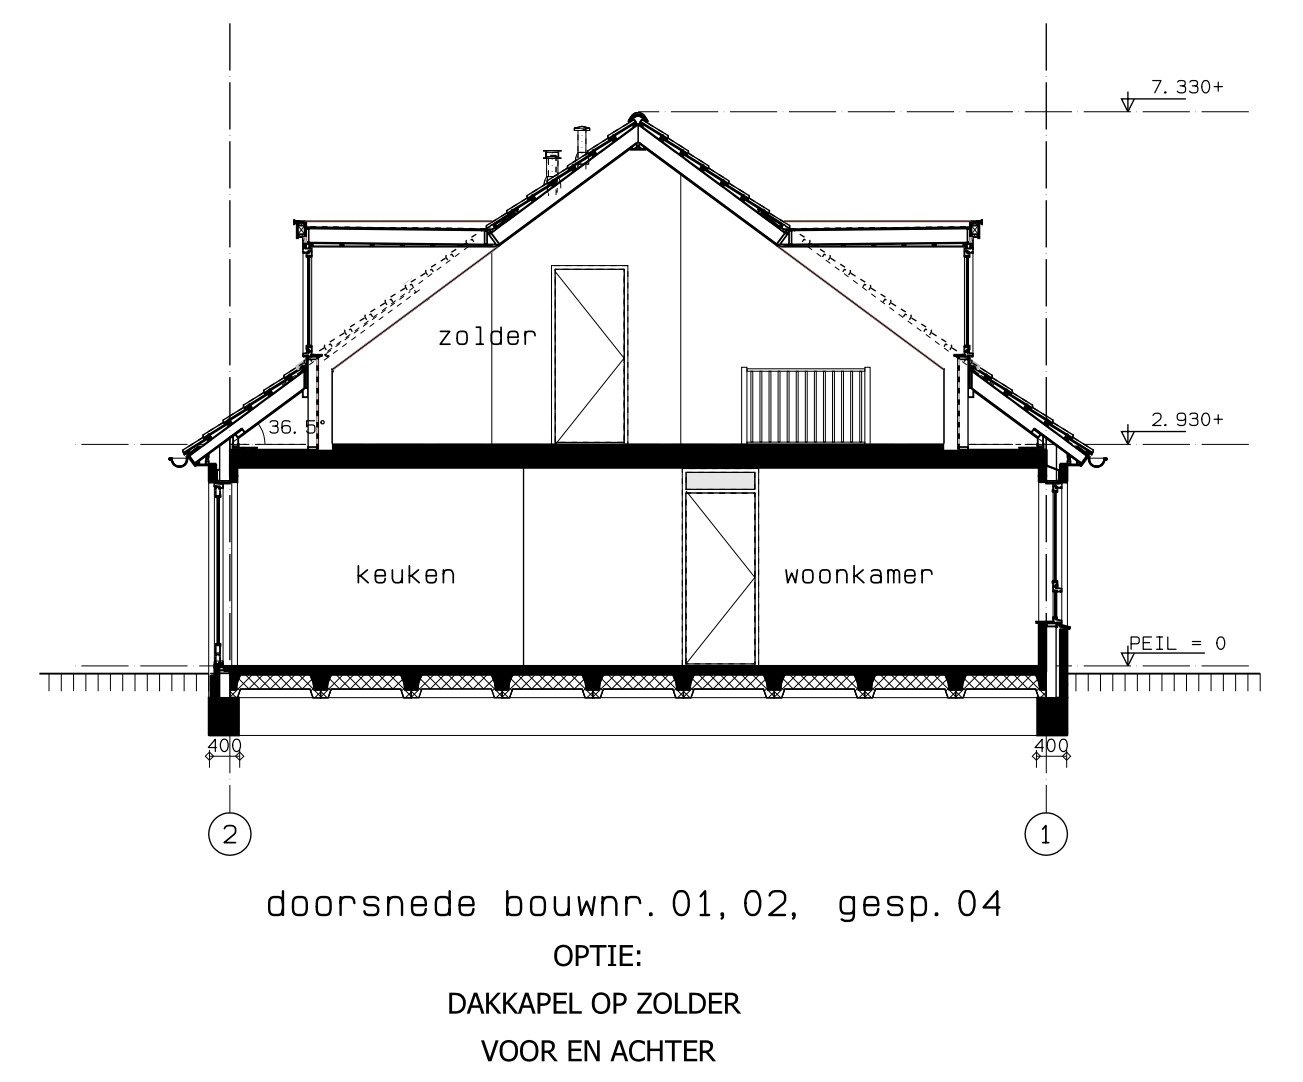 7.330+
zolder
36.5°
2.930+
keuken
woonkamer
PEIL = 0
400
400
2
1
doorsnede bouwnr. 01, 02, gesp. 04
OPTIE:
DAKKAPEL OP ZOLDER
VOOR EN ACHTER